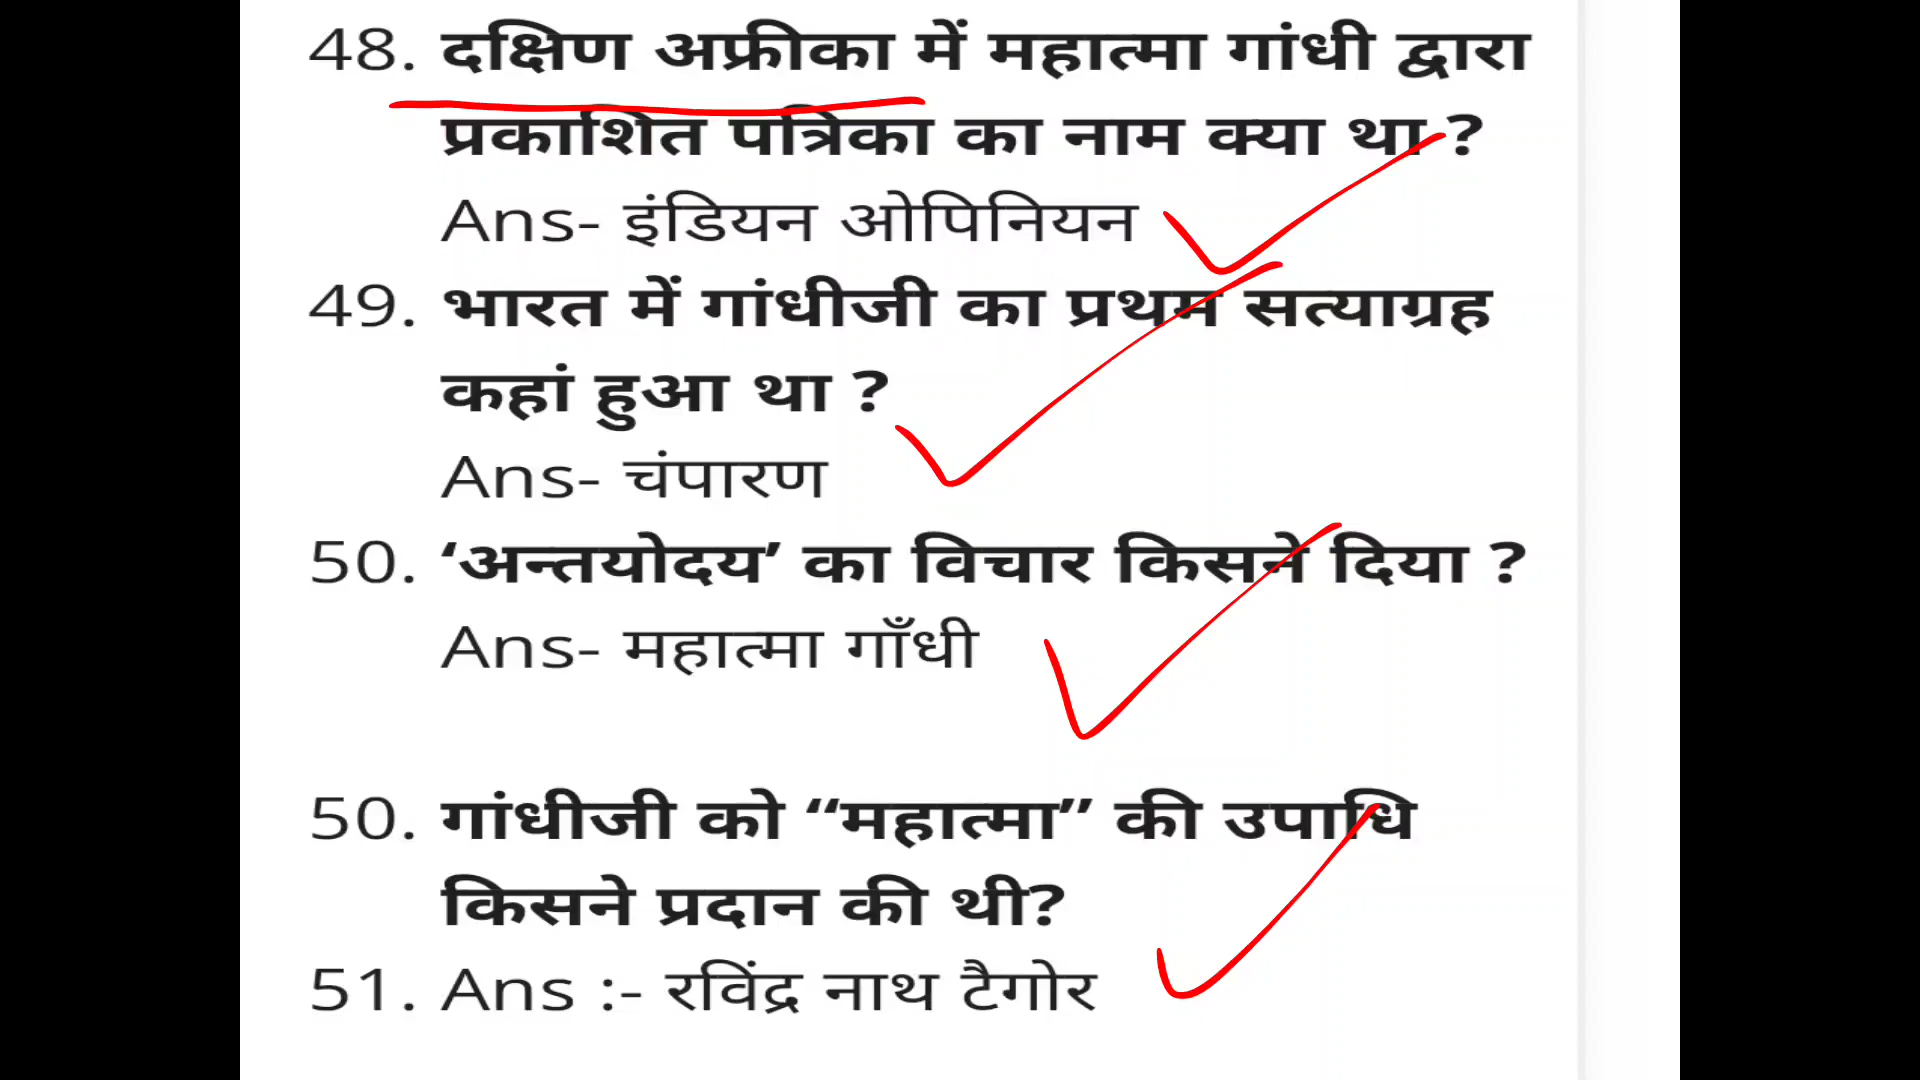 48. दक्षिण अफ्रीका में महात्मा गांधी द्वारा
प्रकाशित पत्रिका का नाम क्या था ?
Ans- इंडियन ओपिनियन
49. भारत में गांधीजी का प्रथम सत्याग्रह
कहां हुआ था ?
Ans- चंपारण
50. ‘अन्तयोदय’ का विचार किसने दिया ?
Ans- महात्मा गाँधी
50. गांधीजी को “महात्मा” की उपाधि
किसने प्रदान की थी?
51. Ans :- रविंद्र नाथ टैगोर